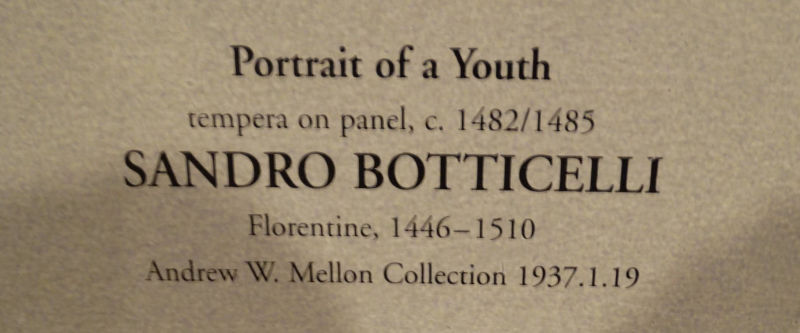 Portrait of a Youth
tempera on panel, c. 1482/1485
SANDRO BOTTICELLI
Florentine, 1446–1510
Andrew W. Mellon Collection 1937.1.19